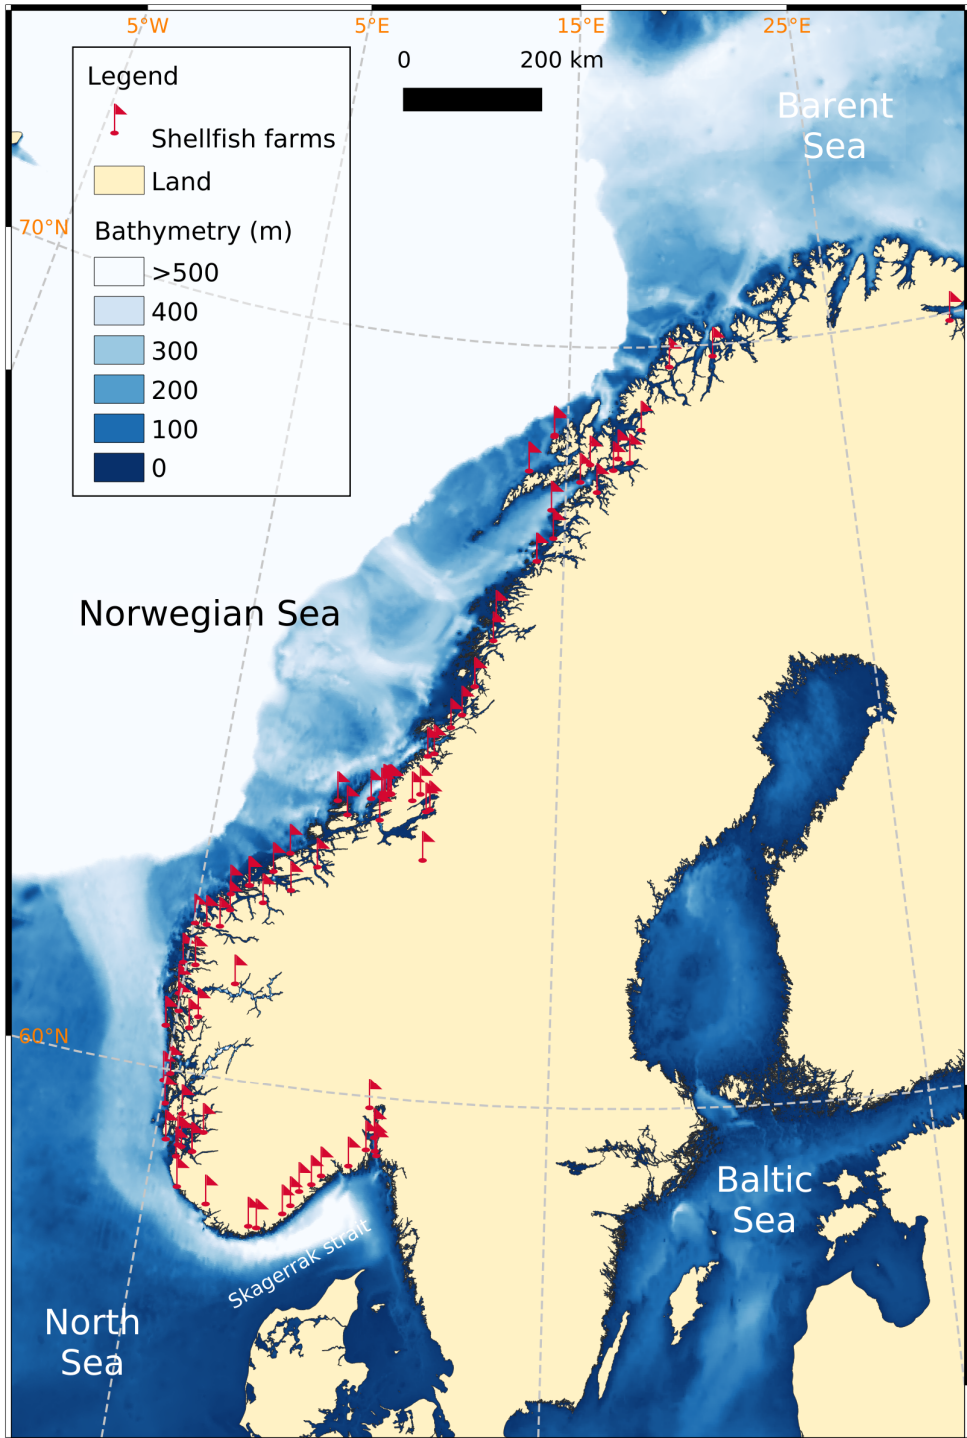 5°W 5°E 15°E 25°E
0 200 km
Legend
Shellfish farms
Land
Bathymetry (m)
>500
400
300
200
100
0
Barent
Sea
70°N
Norwegian Sea
60°N
Baltic
Sea
Skagerrak strait
North
Sea